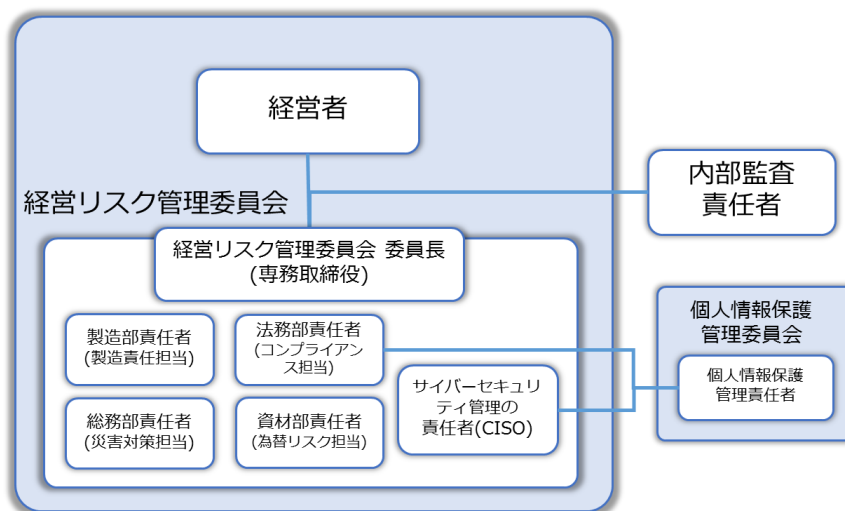 経営者
内部監査
責任者
経営リスク管理委員会
経営リスク管理委員会 委員長
(専務取締役)
製造部責任者
(製造責任担当)
法務部責任者
(コンプライアン
ス担当)
総務部責任者
(災害対策担当)
資材部責任者
(為替リスク担当)
サイバーセキュリ
ティ管理の
責任者(CISO)
個人情報保護
管理委員会
個人情報保護
管理責任者